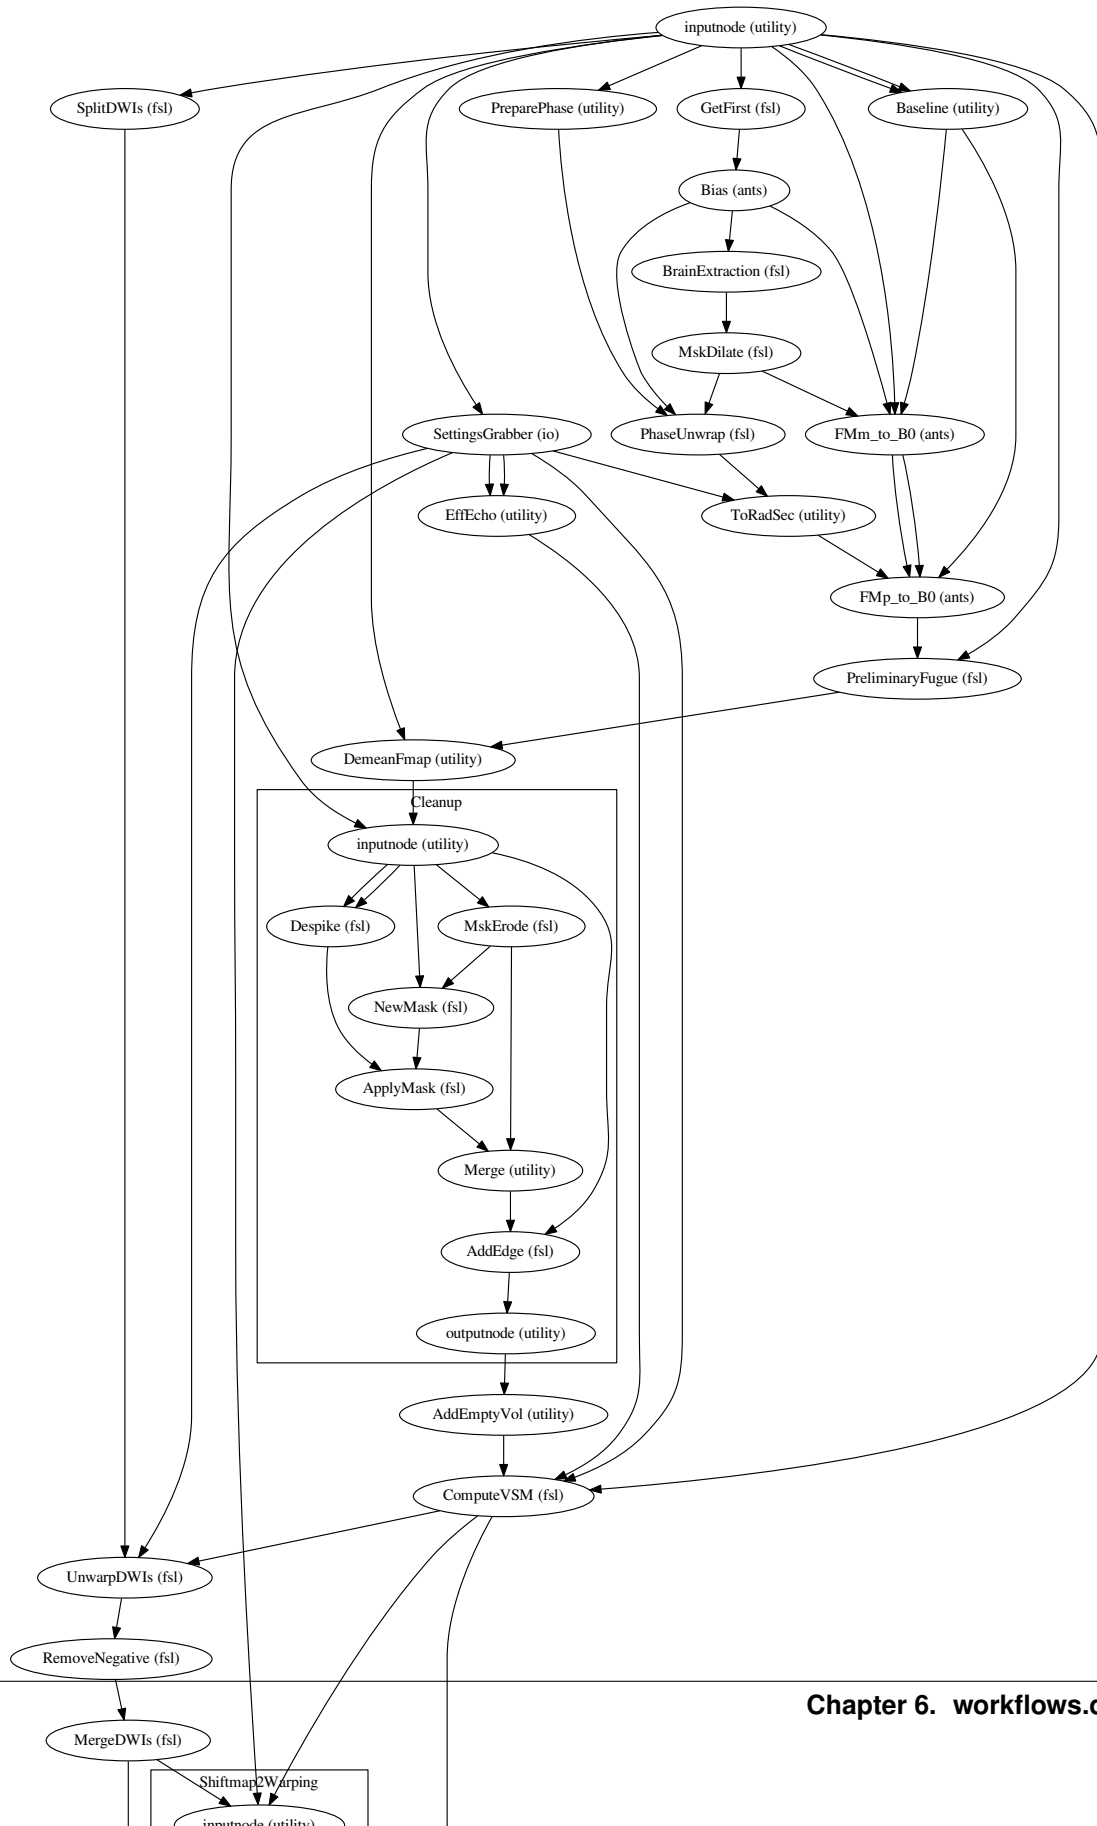 inputnode (utility)
SplitDWIs (fsl)
PreparePhase (utility)
GetFirst (fsl)
Baseline (utility)
Bias (ants)
BrainExtraction (fsl)
MskDilate (fsl)
SettingsGrabber (io)
PhaseUnwrap (fsl)
FMm_to_B0 (ants)
EffEcho (utility)
ToRadSec (utility)
FMp_to_B0 (ants)
PreliminaryFugue (fsl)
DemeanFmap (utility)
Cleanup
inputnode (utility)
Despike (fsl)
MskErode (fsl)
NewMask (fsl)
ApplyMask (fsl)
Merge (utility)
AddEdge (fsl)
outputnode (utility)
AddEmptyVol (utility)
ComputeVSM (fsl)
UnwarpDWIs (fsl)
RemoveNegative (fsl)
Chapter 6. workflows.d
MergeDWIs (fsl)
Shiftmap2Warping
inputnode (utility)